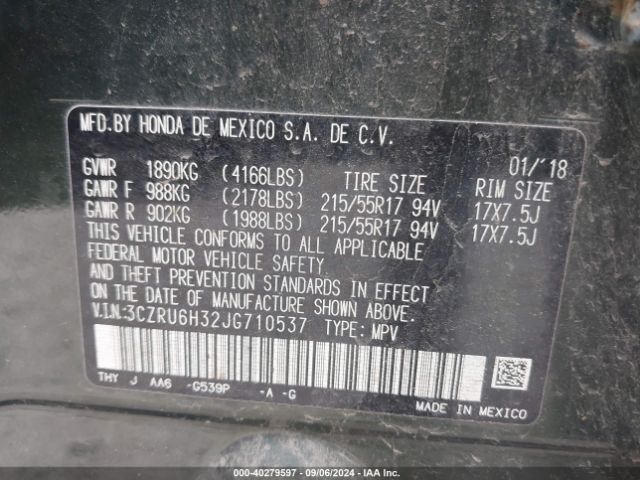 MFD.BY HONDA DE MEXICO S.A. DE C.V.
01/'18
GVWR 1890KG (4166LBS) TIRE SIZE RIM SIZE
GAWR F 988KG (2178LBS) 215/55R17 94V 17X7.5J
GAWR R 902KG (1988LBS) 215/55R17 94V 17X7.5J
THIS VEHICLE CONFORMS TO ALL APPLICABLE
FEDERAL MOTOR VEHICLE SAFETY
AND THEFT PREVENTION STANDARDS IN EFFECT
ON THE DATE OF MANUFACTURE SHOWN ABOVE.
V.IN:3CZRU6H32JG710537 TYPE: MPV
THY J AA6 -G539P -A -G
MADE IN MEXICO
000-40279597 - 09/06/2024 - IAA Inc.